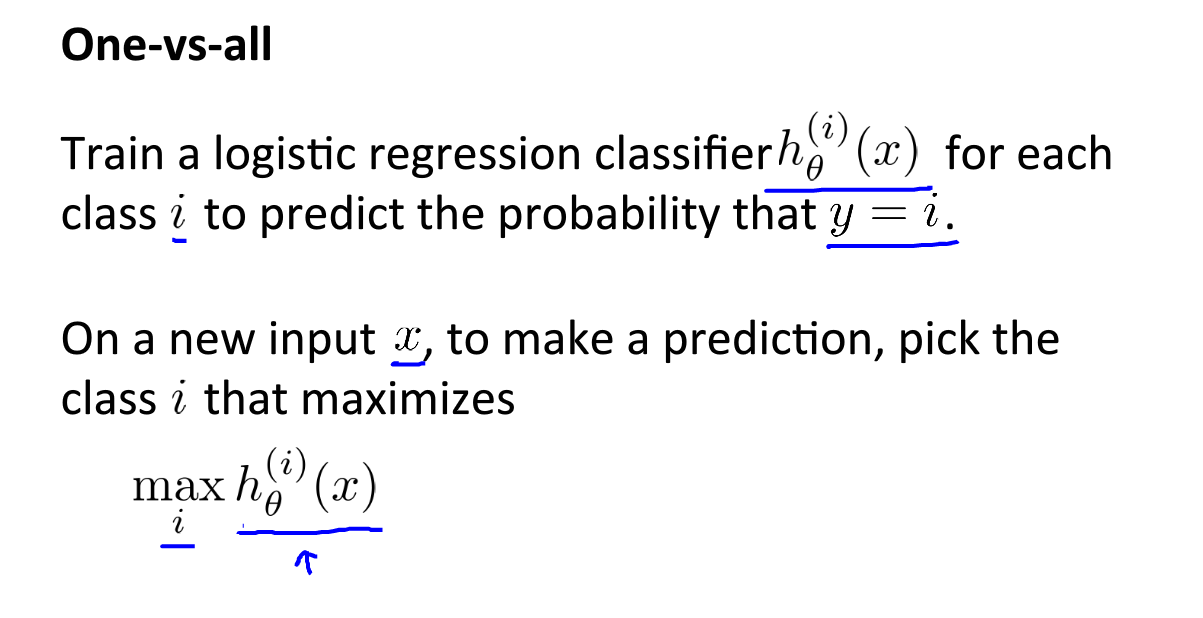 One-vs-all
Train a logistic regression classifier $h_\theta^{(i)}(x)$ for each
class $i$ to predict the probability that $y = i$.
On a new input $x$, to make a prediction, pick the
class $i$ that maximizes
$\max_i h_\theta^{(i)}(x)$